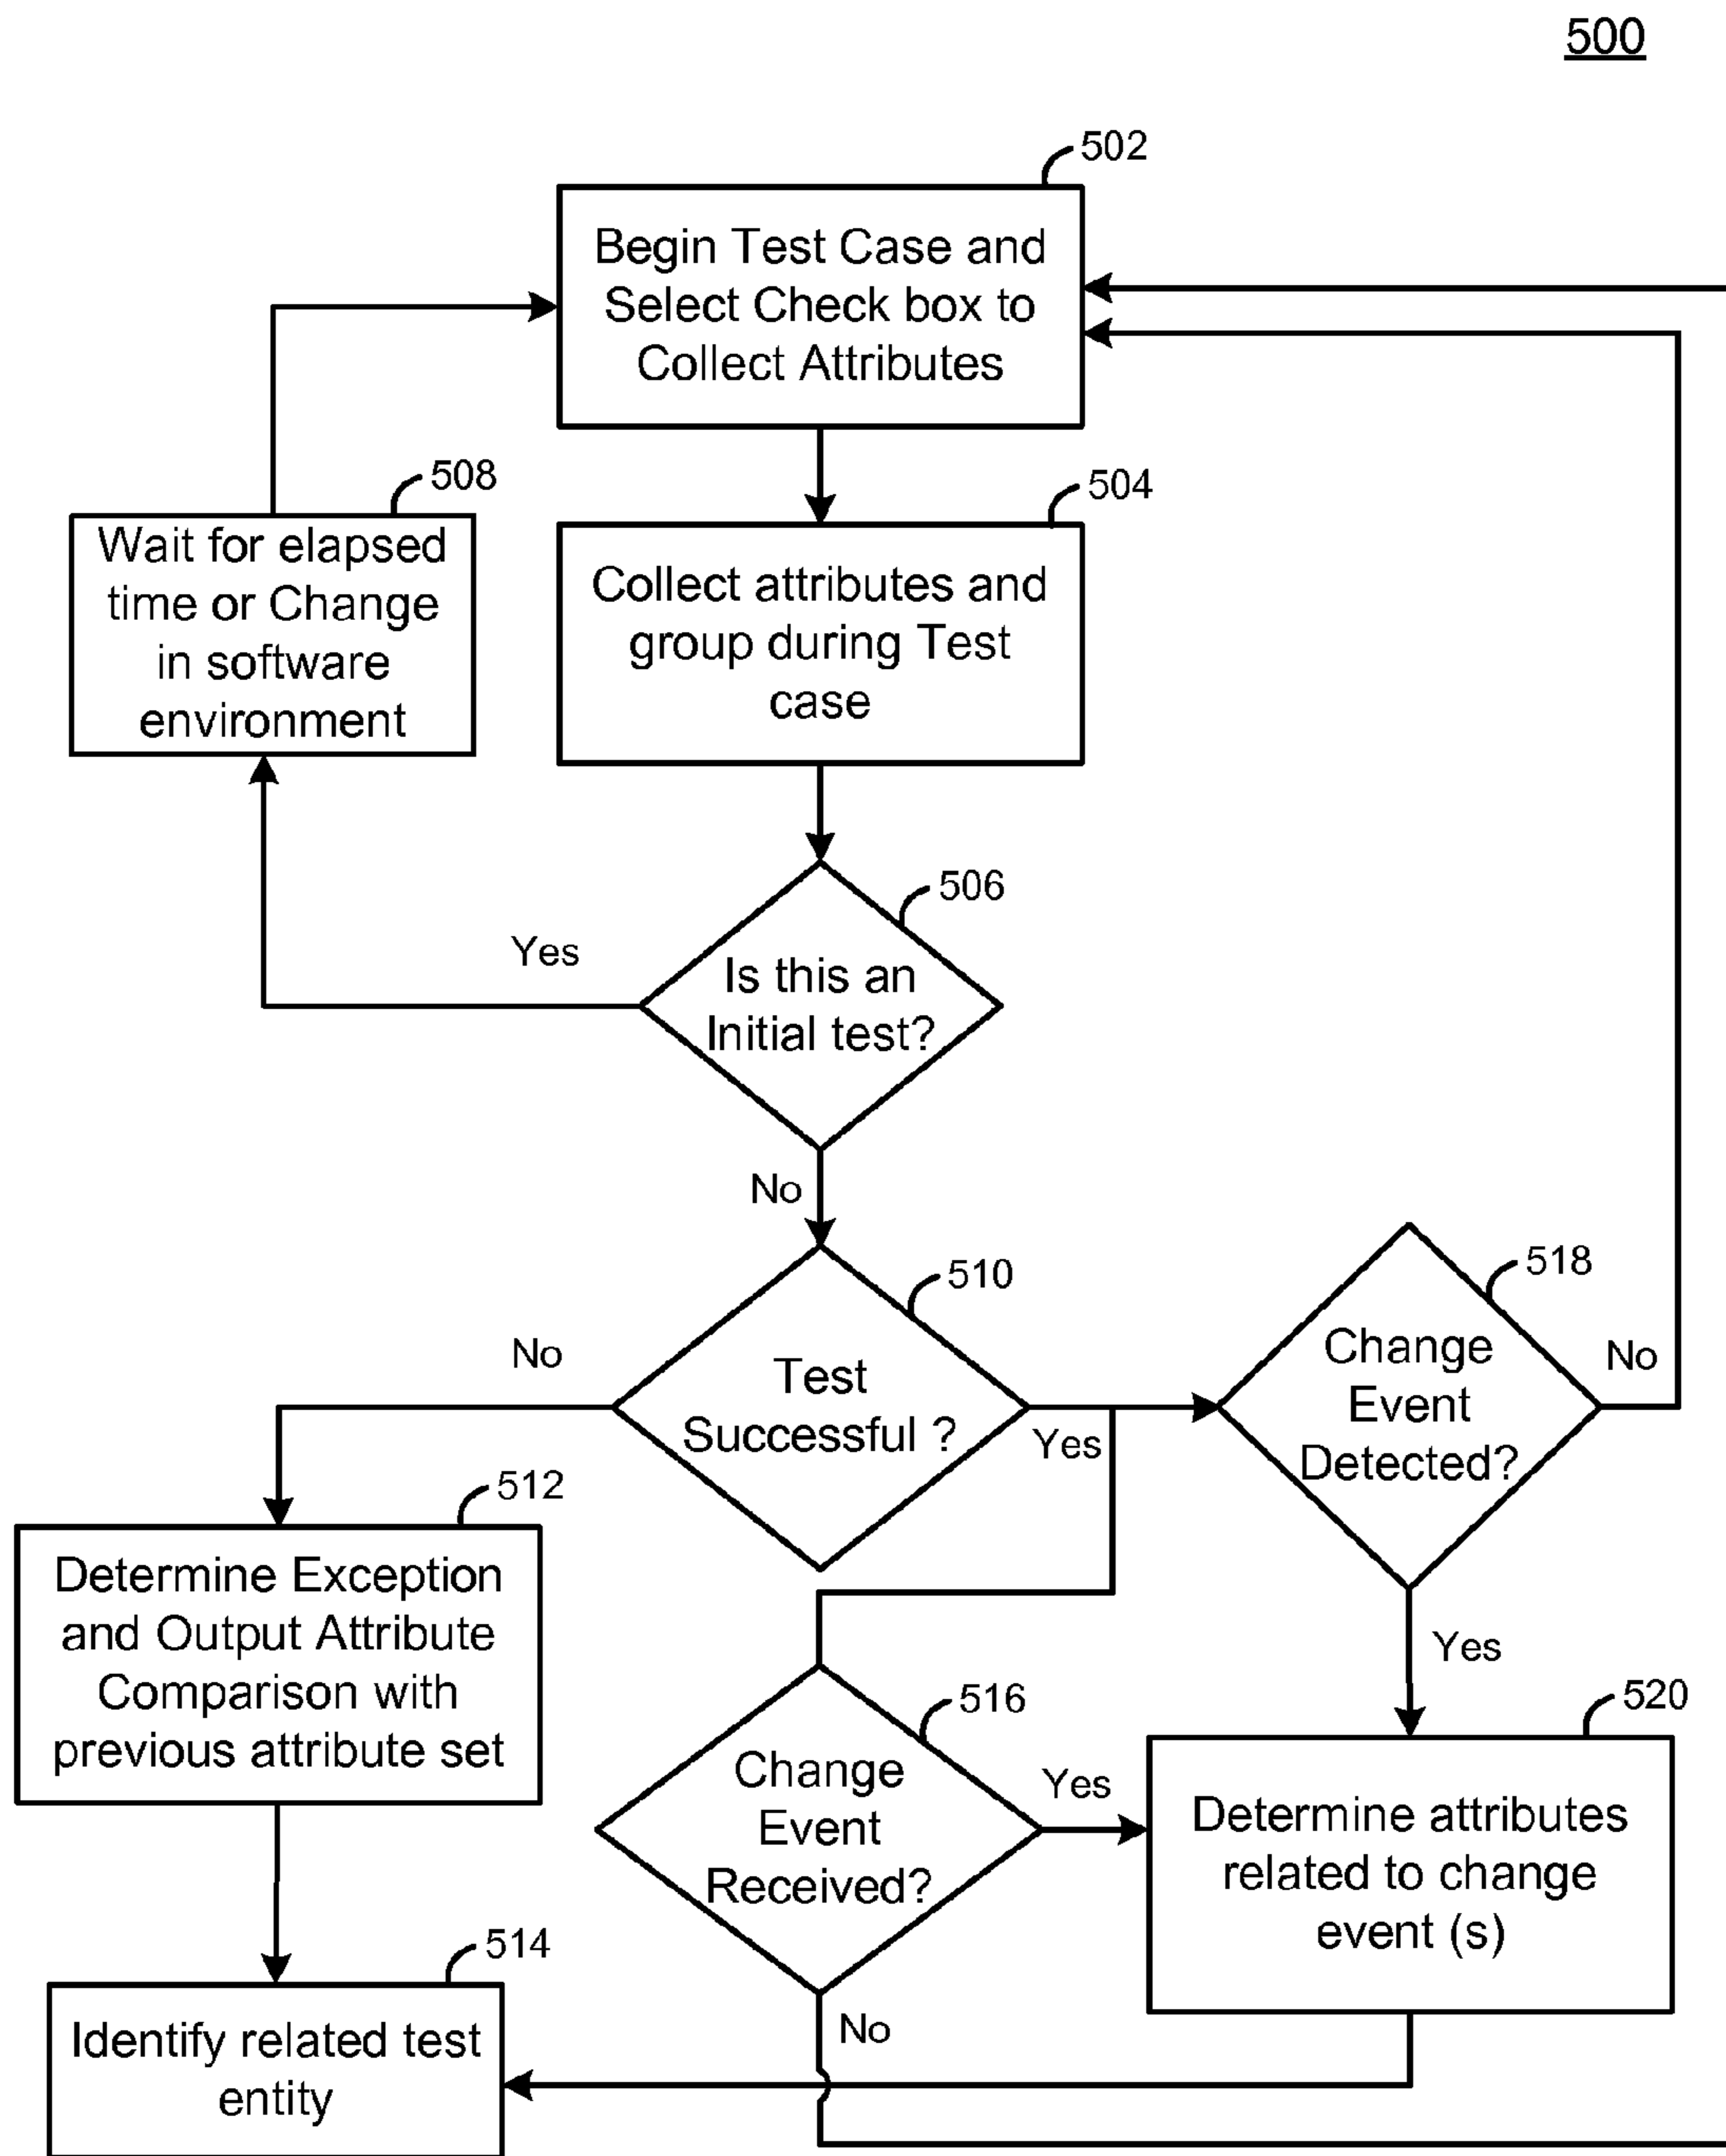 500
502
Begin Test Case and
Select Check box to
Collect Attributes
508
Wait for elapsed
time or Change
in software
environment
504
Collect attributes and
group during Test
case
506
Yes
Is this an
Initial test?
No
510
518
No
Test
Successful ?
Yes
Change
Event
Detected?
No
512
Determine Exception
and Output Attribute
Comparison with
previous attribute set
Yes
516
Change
Event
Received?
Yes
520
Determine attributes
related to change
event (s)
514
Identify related test
entity
No